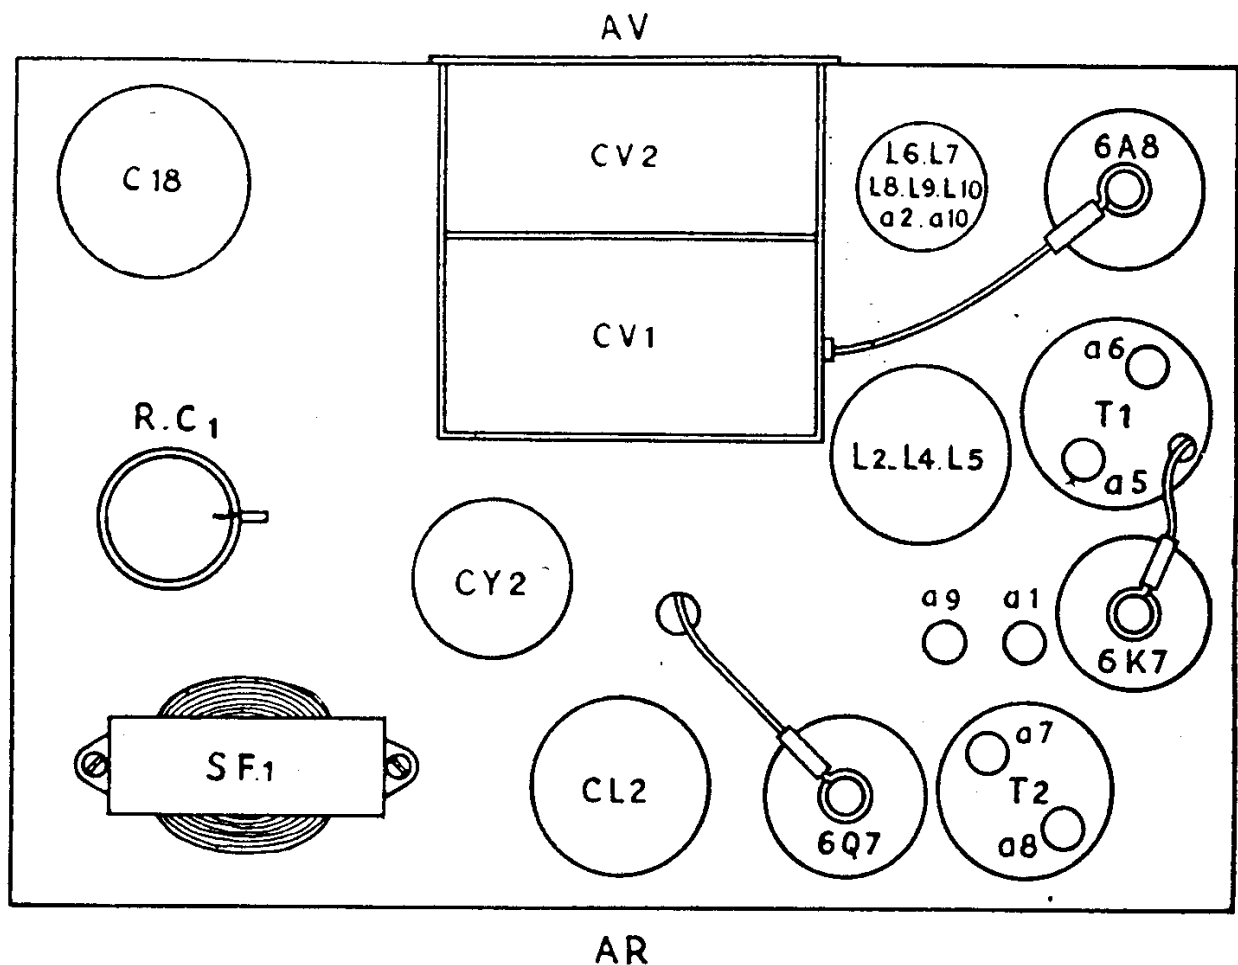 AV
C18
CV2
L6.L7
L8.L9.L10
a2.a10
6A8
CV1
a6
T1
a5
R.C1
L2-L4.L5
CY2
a9
a1
6K7
SF.1
CL2
6Q7
a7
T2
a8
AR